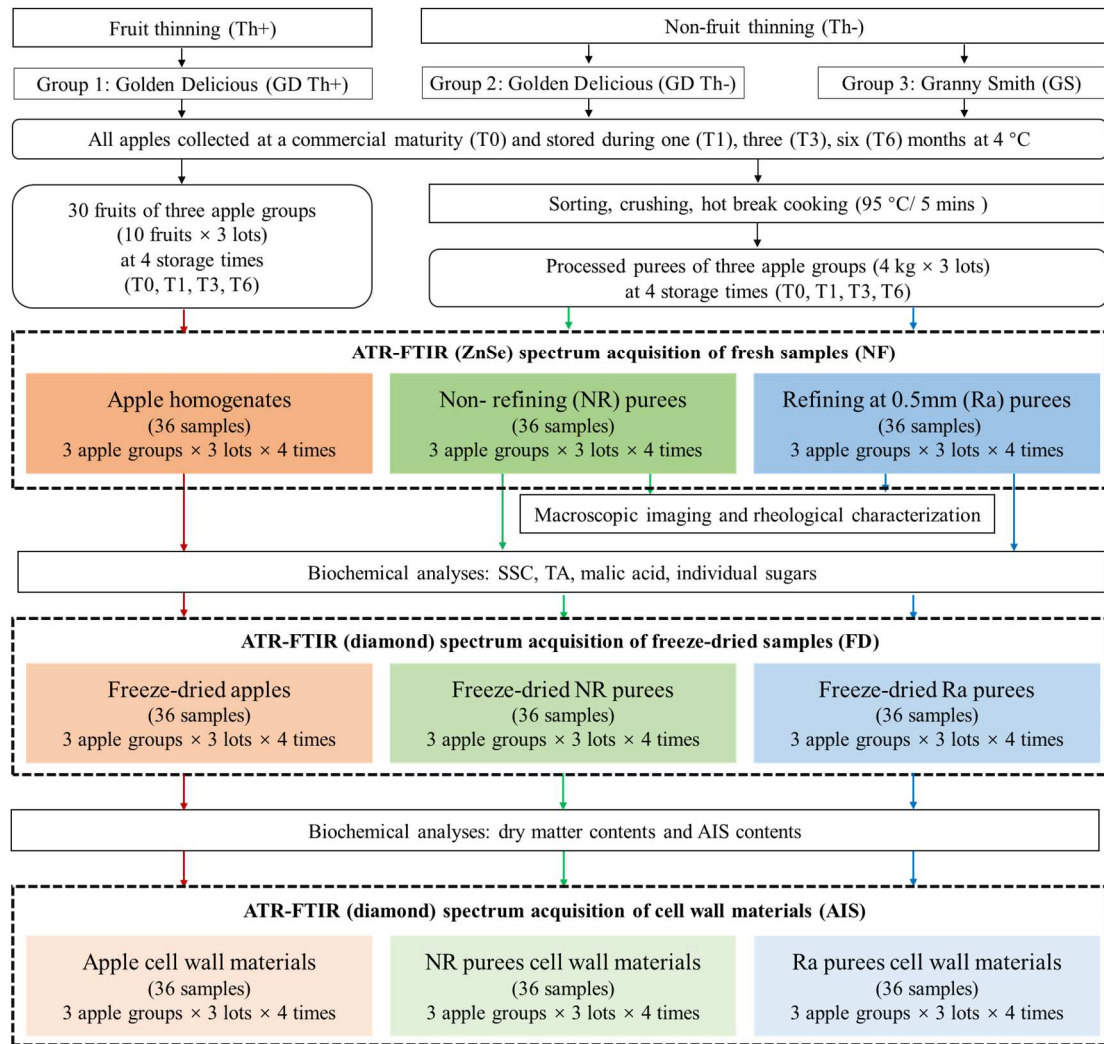 Fruit thinning (Th+)
Non-fruit thinning (Th-)
Group 1: Golden Delicious (GD Th+)
Group 2: Golden Delicious (GD Th-)
Group 3: Granny Smith (GS)
All apples collected at a commercial maturity (T0) and stored during one (T1), three (T3), six (T6) months at 4 °C
30 fruits of three apple groups
(10 fruits × 3 lots)
at 4 storage times
(T0, T1, T3, T6)
Sorting, crushing, hot break cooking (95 °C/ 5 mins )
Processed purees of three apple groups (4 kg × 3 lots)
at 4 storage times (T0, T1, T3, T6)
ATR-FTIR (ZnSe) spectrum acquisition of fresh samples (NF)
Apple homogenates
(36 samples)
3 apple groups × 3 lots × 4 times
Non- refining (NR) purees
(36 samples)
3 apple groups × 3 lots × 4 times
Refining at 0.5mm (Ra) purees
(36 samples)
3 apple groups × 3 lots × 4 times
Macroscopic imaging and rheological characterization
Biochemical analyses: SSC, TA, malic acid, individual sugars
ATR-FTIR (diamond) spectrum acquisition of freeze-dried samples (FD)
Freeze-dried apples
(36 samples)
3 apple groups × 3 lots × 4 times
Freeze-dried NR purees
(36 samples)
3 apple groups × 3 lots × 4 times
Freeze-dried Ra purees
(36 samples)
3 apple groups × 3 lots × 4 times
Biochemical analyses: dry matter contents and AIS contents
ATR-FTIR (diamond) spectrum acquisition of cell wall materials (AIS)
Apple cell wall materials
(36 samples)
3 apple groups × 3 lots × 4 times
NR purees cell wall materials
(36 samples)
3 apple groups × 3 lots × 4 times
Ra purees cell wall materials
(36 samples)
3 apple groups × 3 lots × 4 times